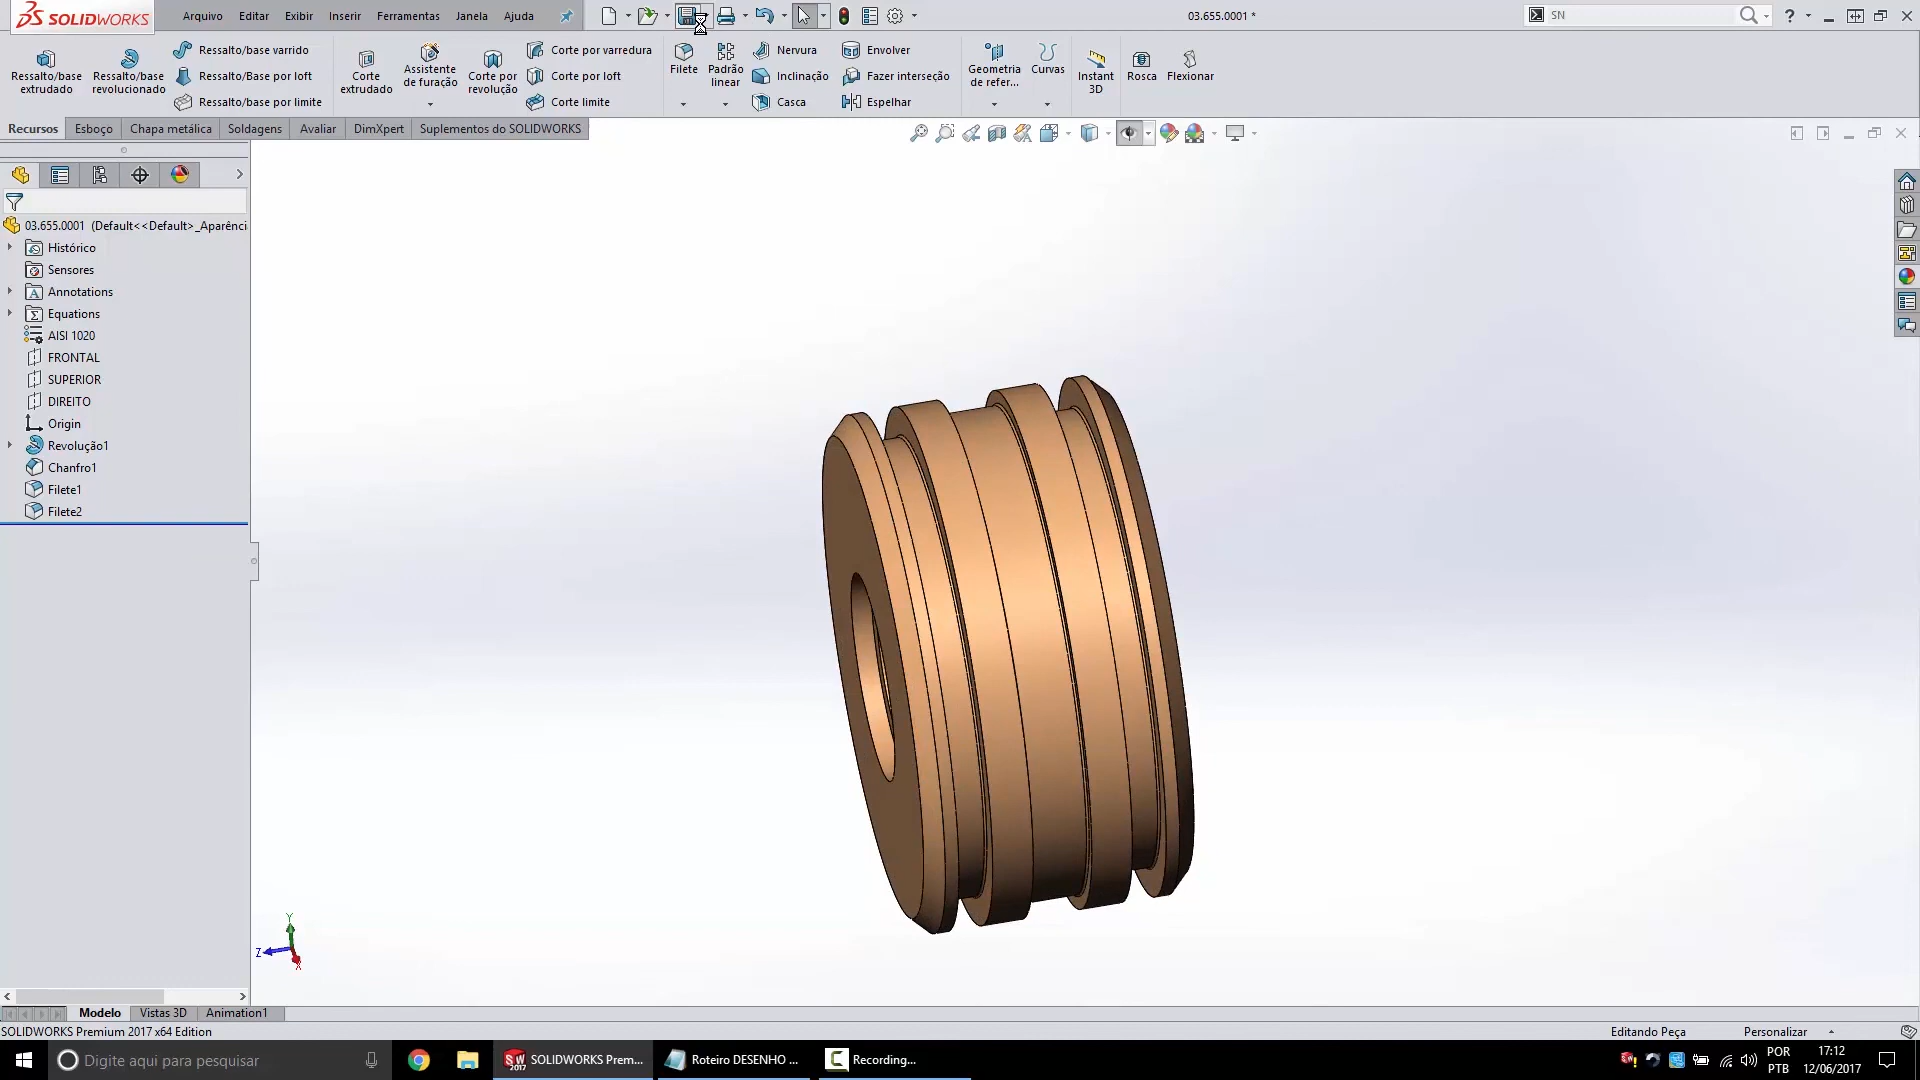 SOLIDWORKS
Arquivo Editar Exibir Inserir Ferramentas Janela Ajuda
03.655.0001 *
SN
Ressalto/base extrudado
Ressalto/base revolucionado
Ressalto/base varrido
Ressalto/Base por loft
Ressalto/Base por limite
Corte extrudado
Assistente de furação
Corte por revolução
Corte por varredura
Corte por loft
Corte limite
Filete
Padrão linear
Nervura
Inclinação
Casca
Envolver
Fazer interseção
Espelhar
Geometria de refer...
Curvas
Instant 3D
Rosca
Flexionar
Recursos Esboço Chapa metálica Soldagens Avaliar DimXpert Suplementos do SOLIDWORKS
03.655.0001 (Default<<Default>_Aparênci
Histórico
Sensores
Annotations
Equations
AISI 1020
FRONTAL
SUPERIOR
DIREITO
Origin
Revolução1
Chanfro1
Filete1
Filete2
Y
Z
X
Modelo Vistas 3D Animation1
SOLIDWORKS Premium 2017 x64 Edition
Editando Peça
Personalizar
Digite aqui para pesquisar
SOLIDWORKS Prem...
Roteiro DESENHO ...
Recording...
POR
PTB
17:12
12/06/2017